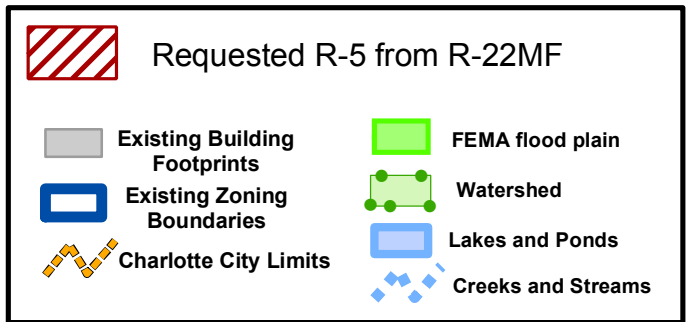 Requested R-5 from R-22MF
Existing Building
Footprints
Existing Zoning
Boundaries
Charlotte City Limits
FEMA flood plain
Watershed
Lakes and Ponds
Creeks and Streams